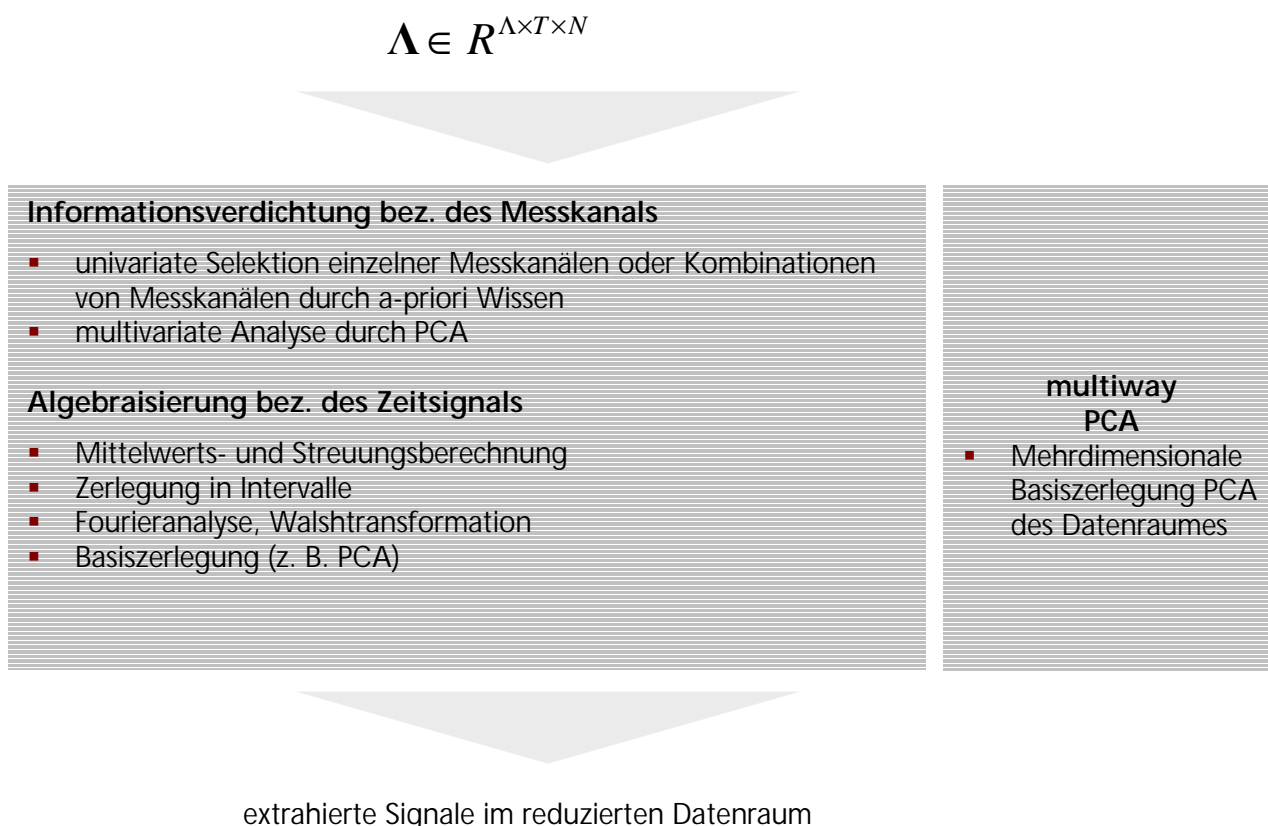 Λ ∈ R^{Λ×T×N}
Informationsverdichtung bez. des Messkanals
▪ univariate Selektion einzelner Messkanälen oder Kombinationen
von Messkanälen durch a-priori Wissen
▪ multivariate Analyse durch PCA
Algebraisierung bez. des Zeitsignals
▪ Mittelwerts- und Streuungsberechnung
▪ Zerlegung in Intervalle
▪ Fourieranalyse, Walshtransformation
▪ Basiszerlegung (z. B. PCA)
multiway
PCA
▪ Mehrdimensionale
Basiszerlegung PCA
des Datenraumes
extrahierte Signale im reduzierten Datenraum